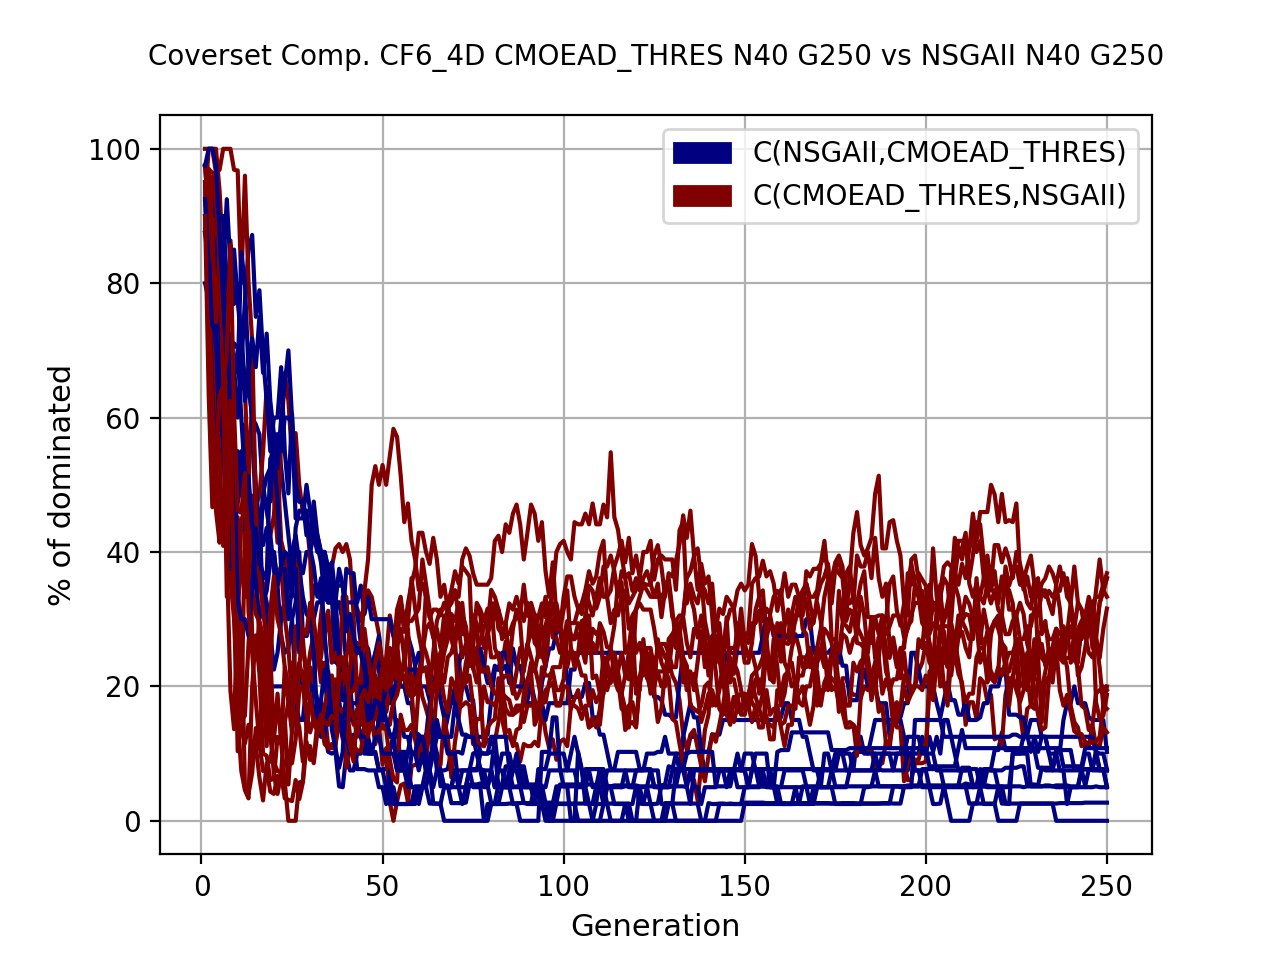 Coverset Comp. CF6_4D CMOEAD_THRES N40 G250 vs NSGAII N40 G250
C(NSGAII,CMOEAD_THRES)
C(CMOEAD_THRES,NSGAII)
% of dominated
100
80
60
40
20
0
0 50 100 150 200 250
Generation